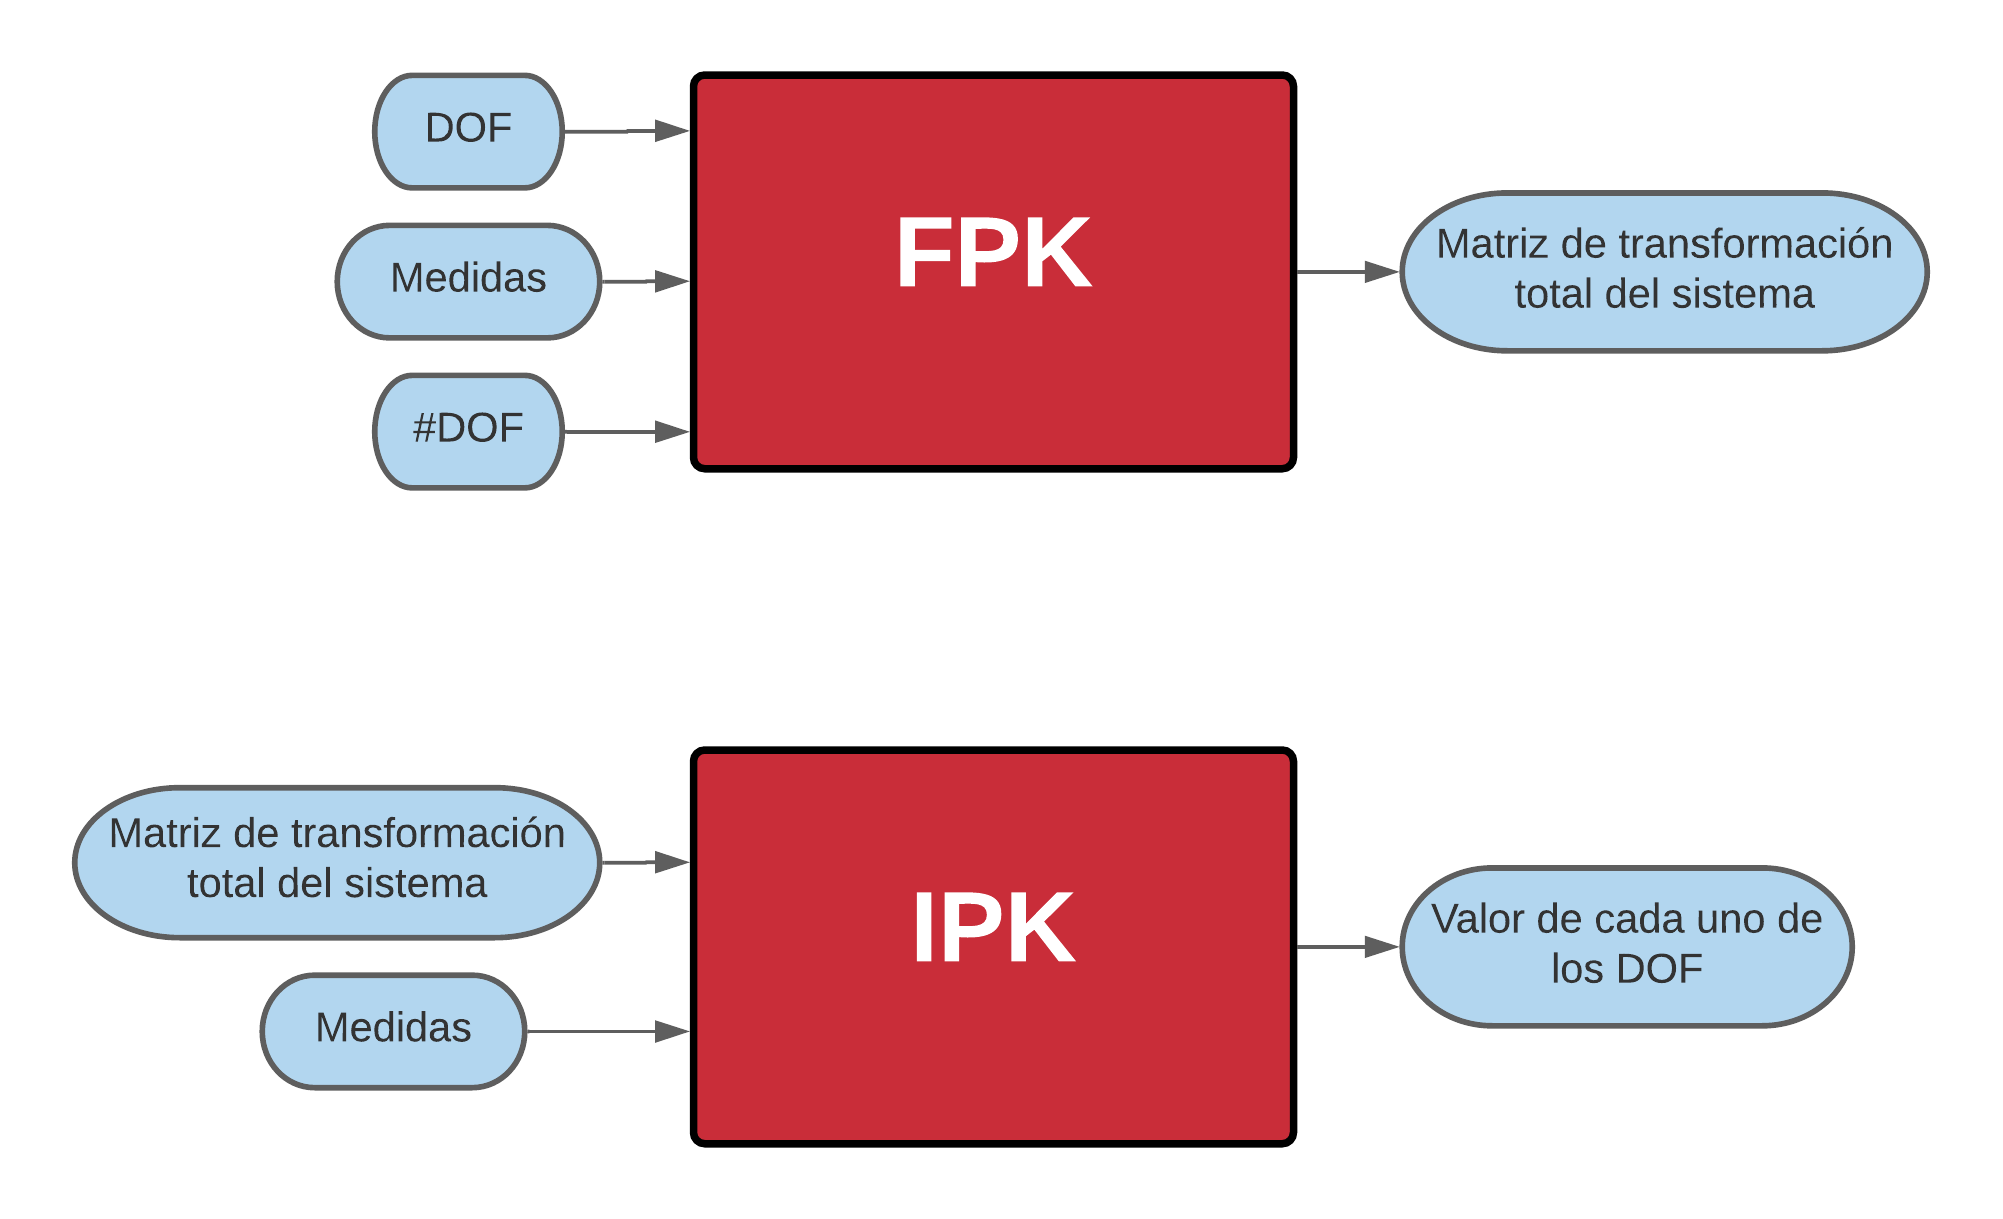 DOF
Medidas
#DOF
FPK
Matriz de transformación
total del sistema
Matriz de transformación
total del sistema
Medidas
IPK
Valor de cada uno de
los DOF